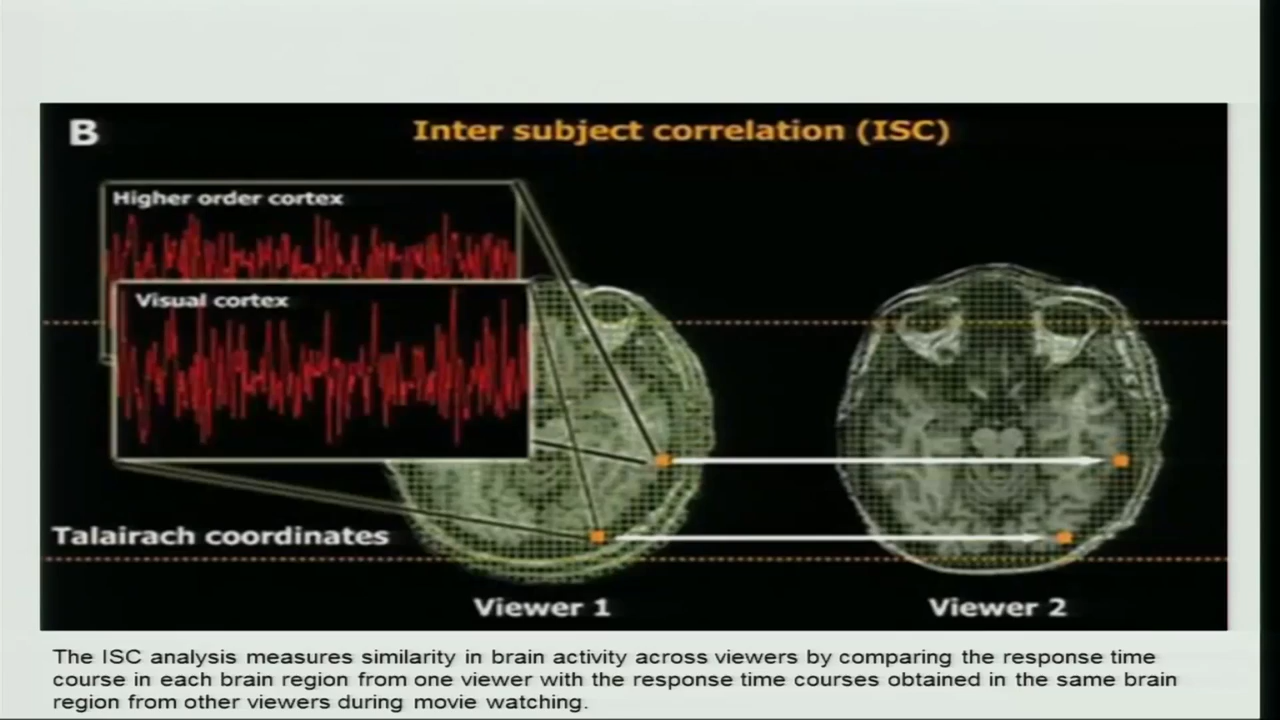 B
Inter subject correlation (ISC)
Higher order cortex
Visual cortex
Talairach coordinates
Viewer 1
Viewer 2
The ISC analysis measures similarity in brain activity across viewers by comparing the response time
course in each brain region from one viewer with the response time courses obtained in the same brain
region from other viewers during movie watching.